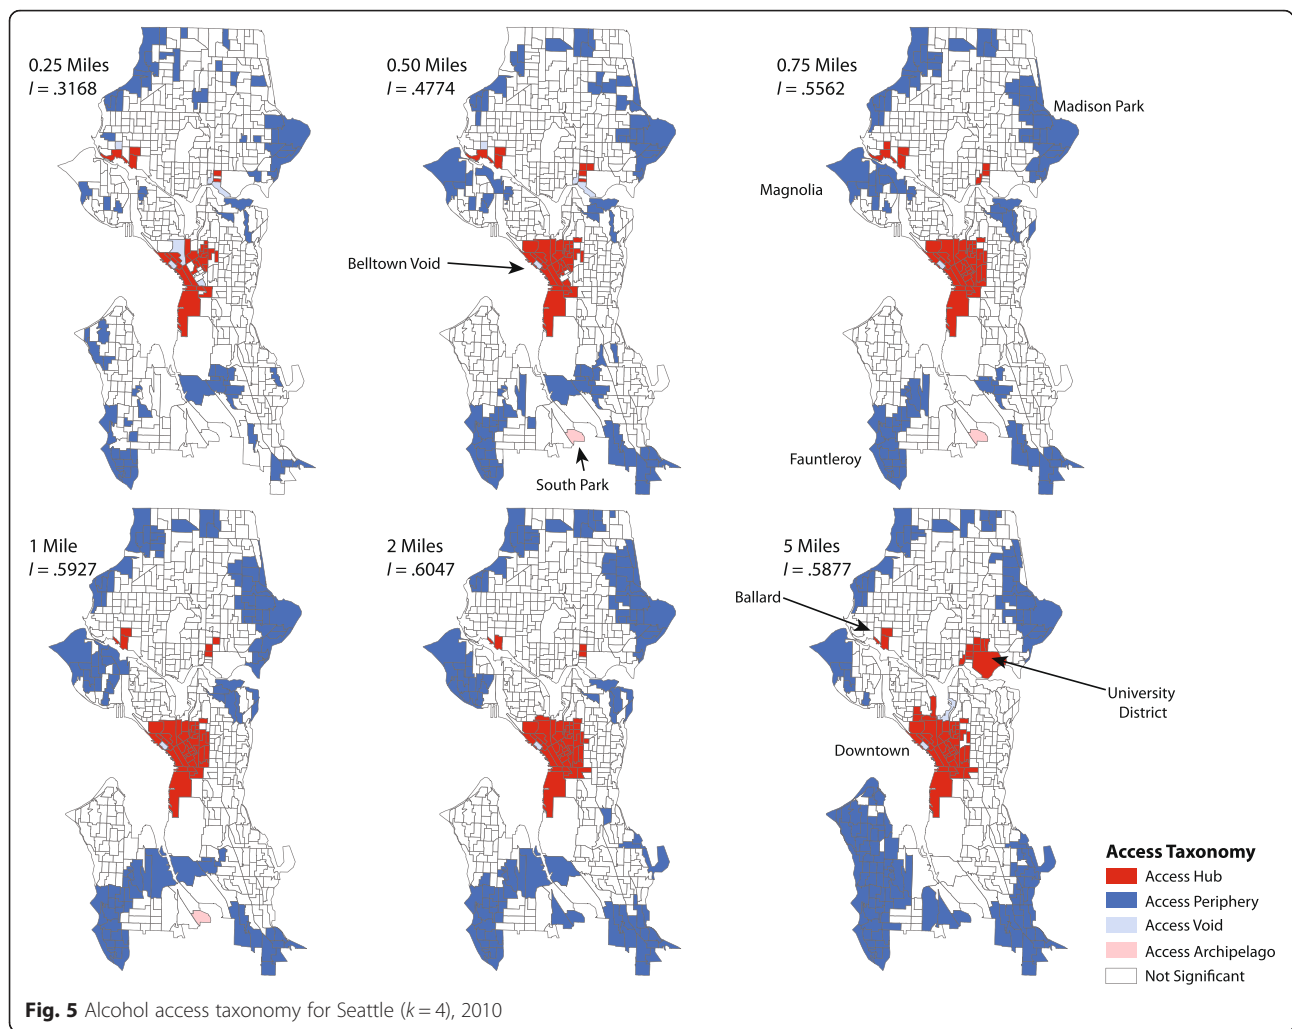 0.25 Miles
I = .3168
0.50 Miles
I = .4774
0.75 Miles
I = .5562
Madison Park
Magnolia
Belltown Void
Fauntleroy
South Park
1 Mile
I = .5927
2 Miles
I = .6047
5 Miles
I = .5877
Ballard
University
District
Downtown
Access Taxonomy
Access Hub
Access Periphery
Access Void
Access Archipelago
Not Significant
Fig. 5 Alcohol access taxonomy for Seattle (k = 4), 2010